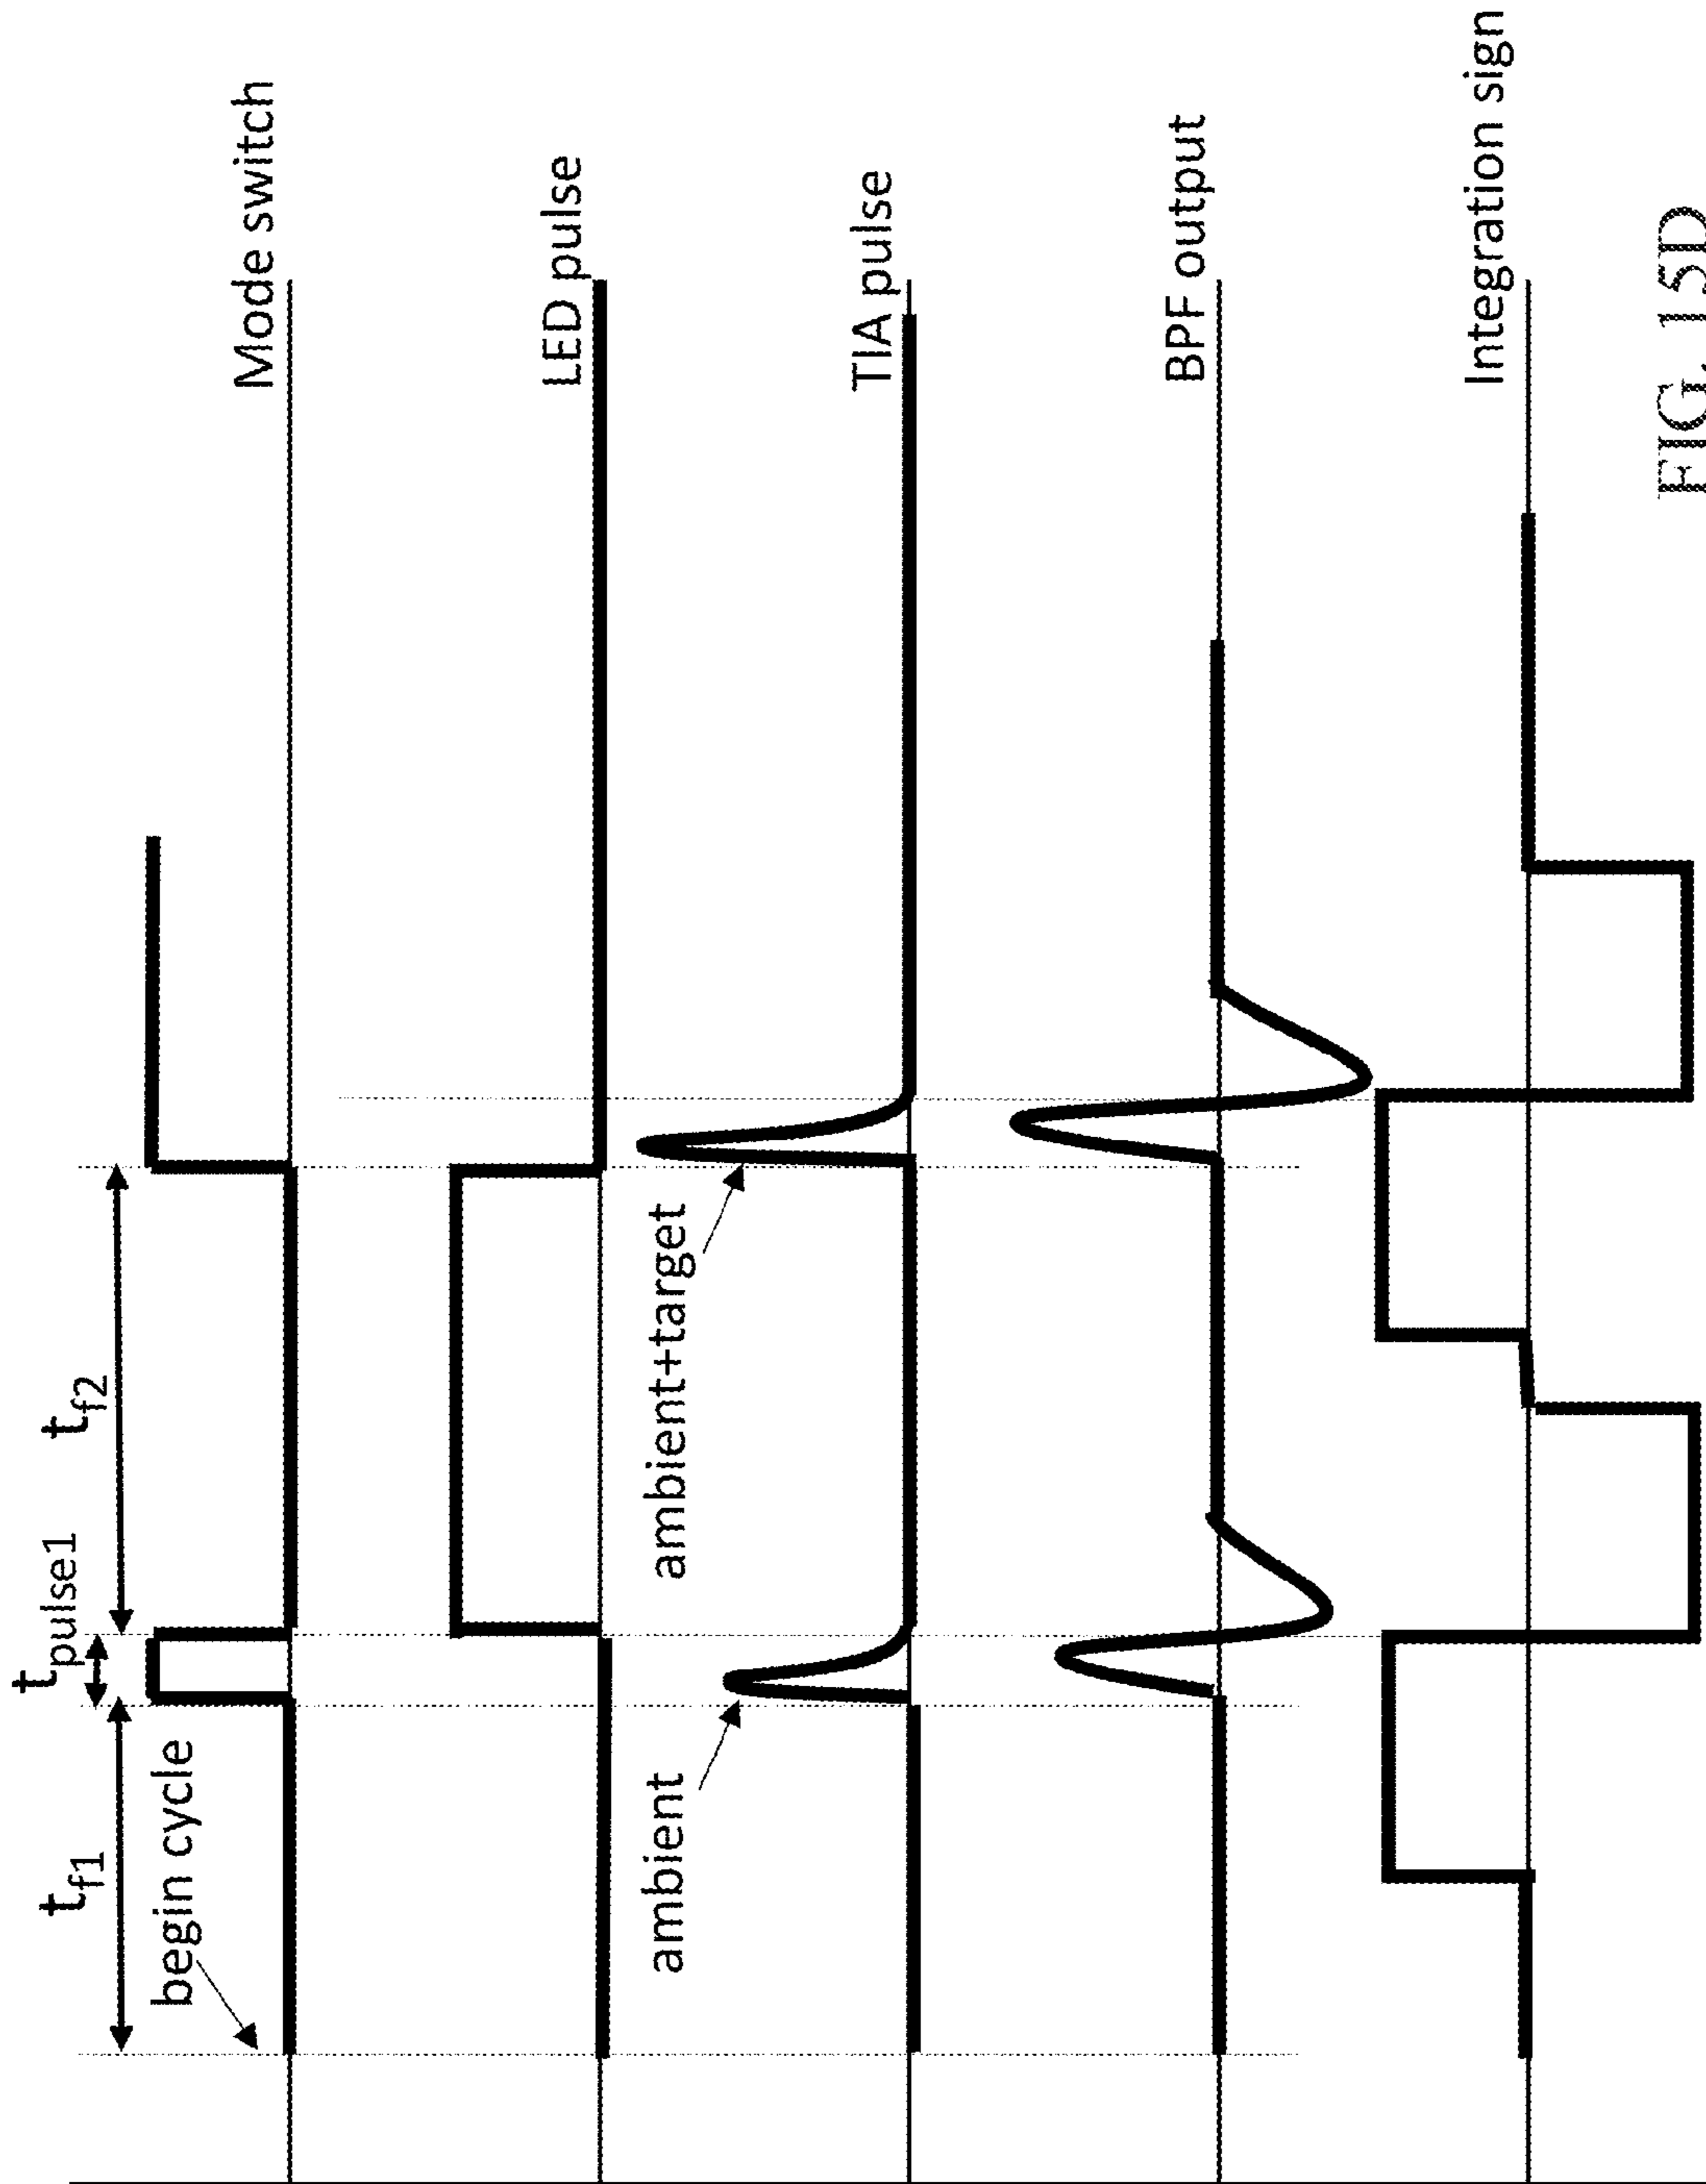 t_f1
t_pulse1
t_f2
begin cycle
Mode switch
LED pulse
ambient
ambient+target
TIA pulse
BPF output
Integration sign
FIG. 15D